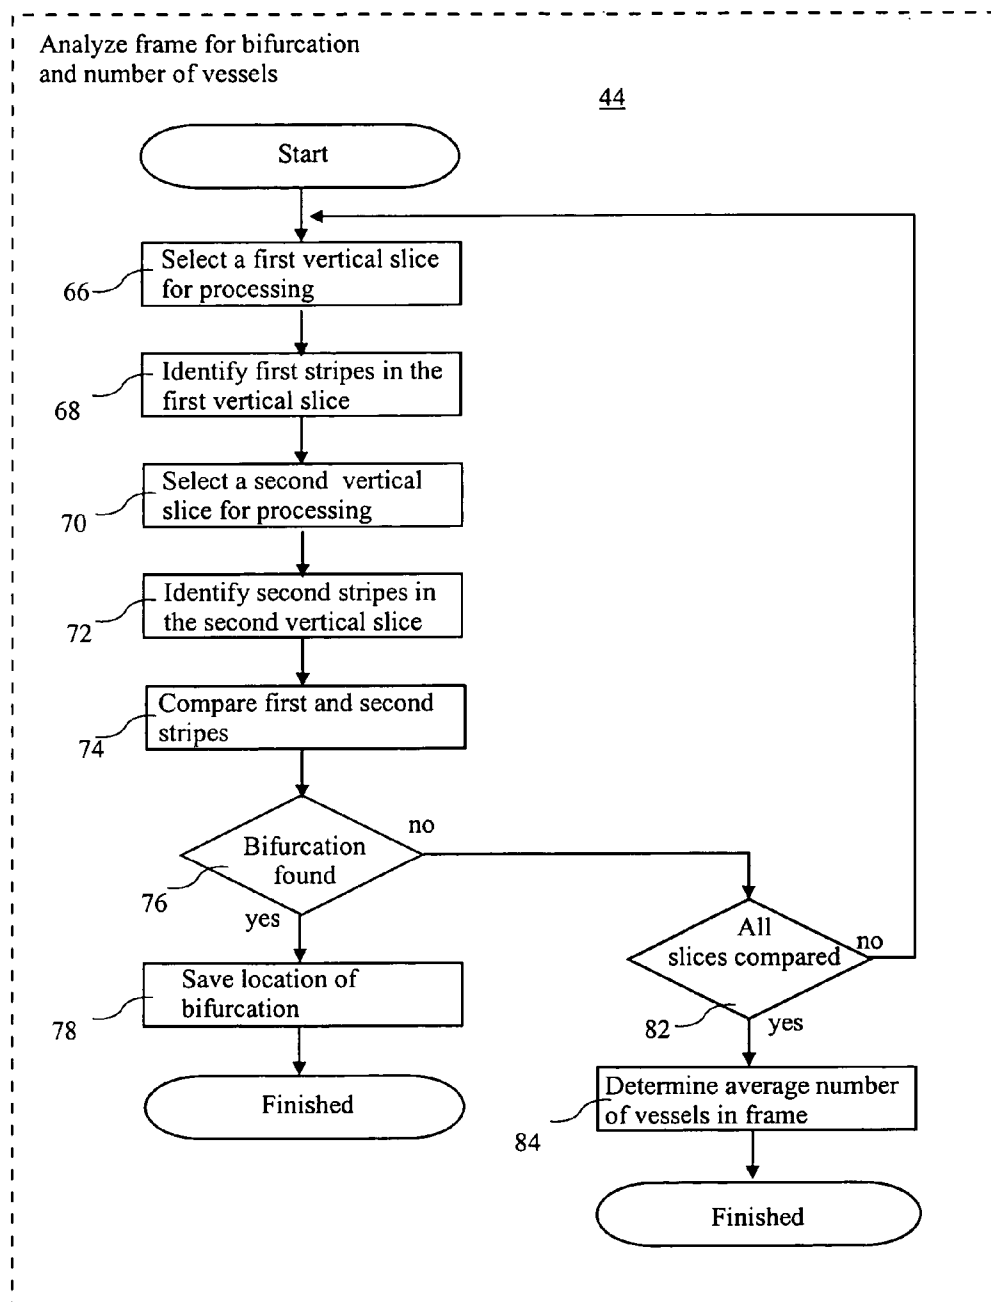 Analyze frame for bifurcation
and number of vessels
44
Start
Select a first vertical slice
for processing
66
Identify first stripes in the
first vertical slice
68
Select a second vertical
slice for processing
70
Identify second stripes in
the second vertical slice
72
Compare first and second
stripes
74
no
Bifurcation
found
76
yes
All
slices compared
no
82
yes
Save location of
bifurcation
78
Determine average number
of vessels in frame
84
Finished
Finished